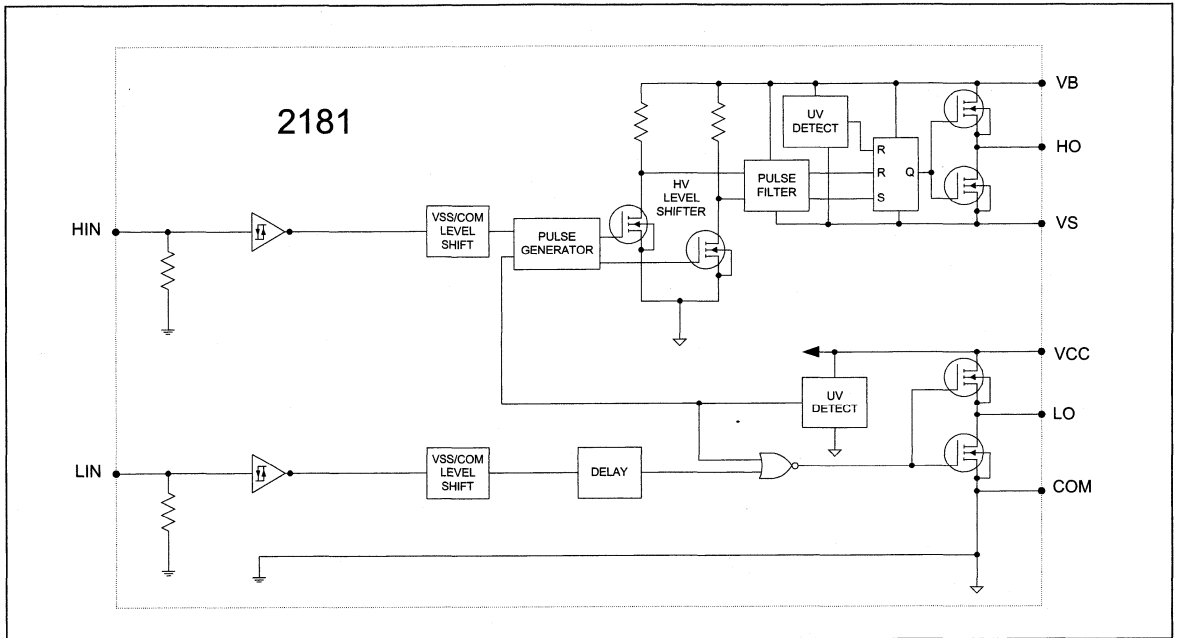 2181
VB
UV
DETECT
HO
R
R
Q
S
PULSE
FILTER
HV
LEVEL
SHIFTER
VS
HIN
VSS/COM
LEVEL
SHIFT
PULSE
GENERATOR
VCC
UV
DETECT
LO
LIN
VSS/COM
LEVEL
SHIFT
DELAY
COM